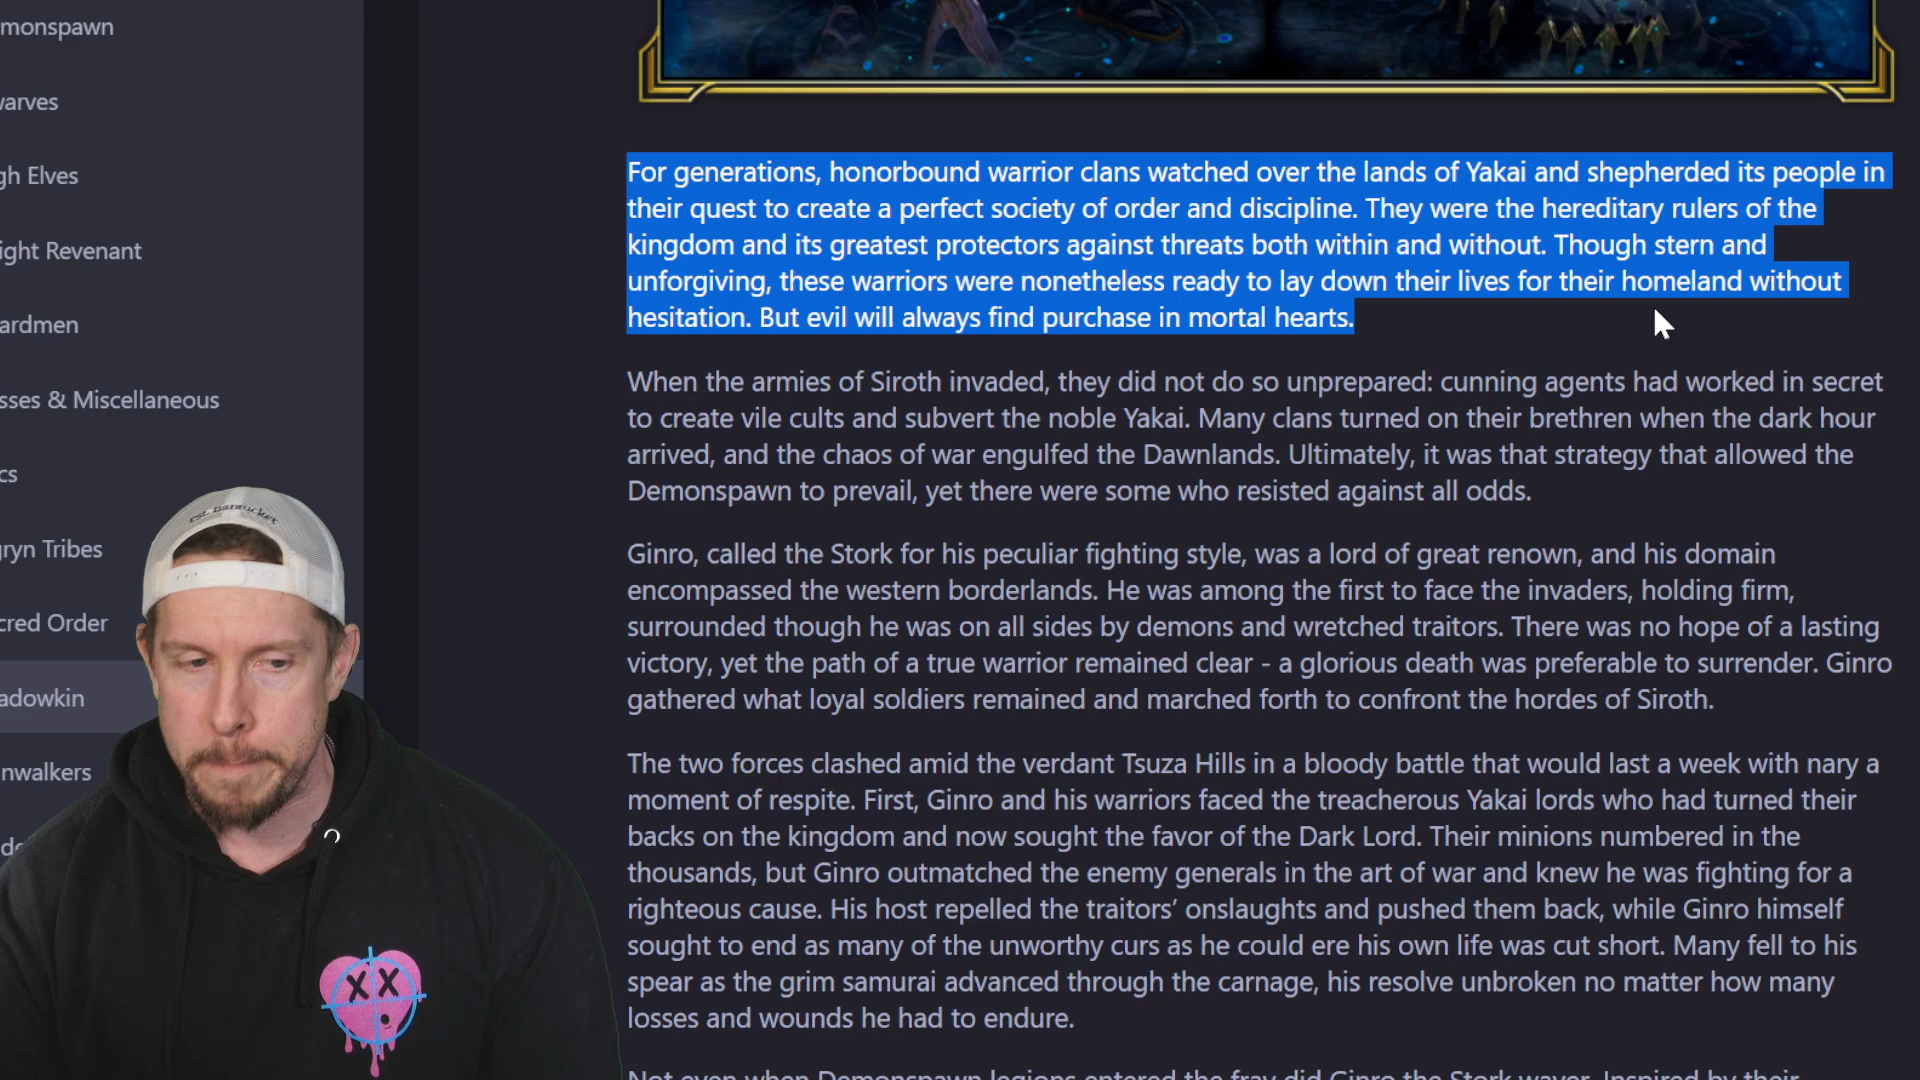 monspawn
varves
gh Elves
ight Revenant
ardmen
sses & Miscellaneous
cs
gryn Tribes
cred Order
adowkin
nwalkers
For generations, honorbound warrior clans watched over the lands of Yakai and shepherded its people in
their quest to create a perfect society of order and discipline. They were the hereditary rulers of the
kingdom and its greatest protectors against threats both within and without. Though stern and
unforgiving, these warriors were nonetheless ready to lay down their lives for their homeland without
hesitation. But evil will always find purchase in mortal hearts.
When the armies of Siroth invaded, they did not do so unprepared: cunning agents had worked in secret
to create vile cults and subvert the noble Yakai. Many clans turned on their brethren when the dark hour
arrived, and the chaos of war engulfed the Dawnlands. Ultimately, it was that strategy that allowed the
Demonspawn to prevail, yet there were some who resisted against all odds.
Ginro, called the Stork for his peculiar fighting style, was a lord of great renown, and his domain
encompassed the western borderlands. He was among the first to face the invaders, holding firm,
surrounded though he was on all sides by demons and wretched traitors. There was no hope of a lasting
victory, yet the path of a true warrior remained clear - a glorious death was preferable to surrender. Ginro
gathered what loyal soldiers remained and marched forth to confront the hordes of Siroth.
The two forces clashed amid the verdant Tsuza Hills in a bloody battle that would last a week with nary a
moment of respite. First, Ginro and his warriors faced the treacherous Yakai lords who had turned their
backs on the kingdom and now sought the favor of the Dark Lord. Their minions numbered in the
thousands, but Ginro outmatched the enemy generals in the art of war and knew he was fighting for a
righteous cause. His host repelled the traitors’ onslaughts and pushed them back, while Ginro himself
sought to end as many of the unworthy curs as he could ere his own life was cut short. Many fell to his
spear as the grim samurai advanced through the carnage, his resolve unbroken no matter how many
losses and wounds he had to endure.
Not even when Demonspawn legions entered the fray did Ginro the Stork waver. Inspired by their